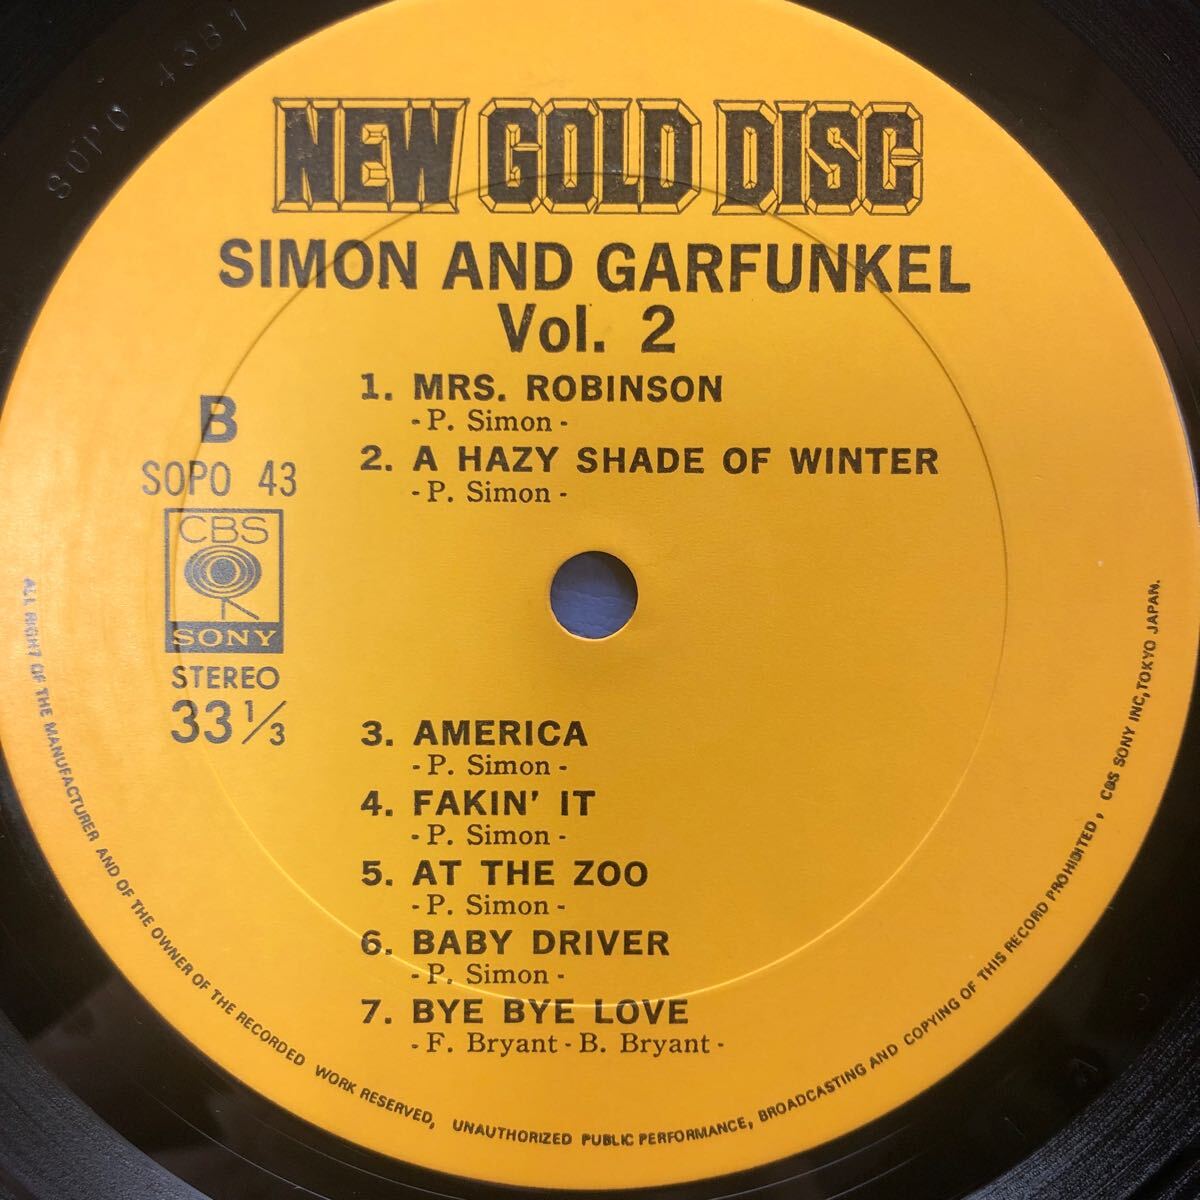 SOPO 43B1
NEW GOLD DISC
SIMON AND GARFUNKEL
Vol. 2
1. MRS. ROBINSON
- P. Simon -
2. A HAZY SHADE OF WINTER
- P. Simon -
B
SOPO 43
CBS
SONY
STEREO
33 1/3
3. AMERICA
- P. Simon -
4. FAKIN' IT
- P. Simon -
5. AT THE ZOO
- P. Simon -
6. BABY DRIVER
- P. Simon -
7. BYE BYE LOVE
- F. Bryant - B. Bryant -
ALL RIGHT OF THE MANUFACTURER AND OF THE OWNER OF THE RECORDED WORK RESERVED, UNAUTHORIZED PUBLIC PERFORMANCE, BROADCASTING AND COPYING OF THIS RECORD PROHIBITED, CBS SONY INC, TOKYO JAPAN.